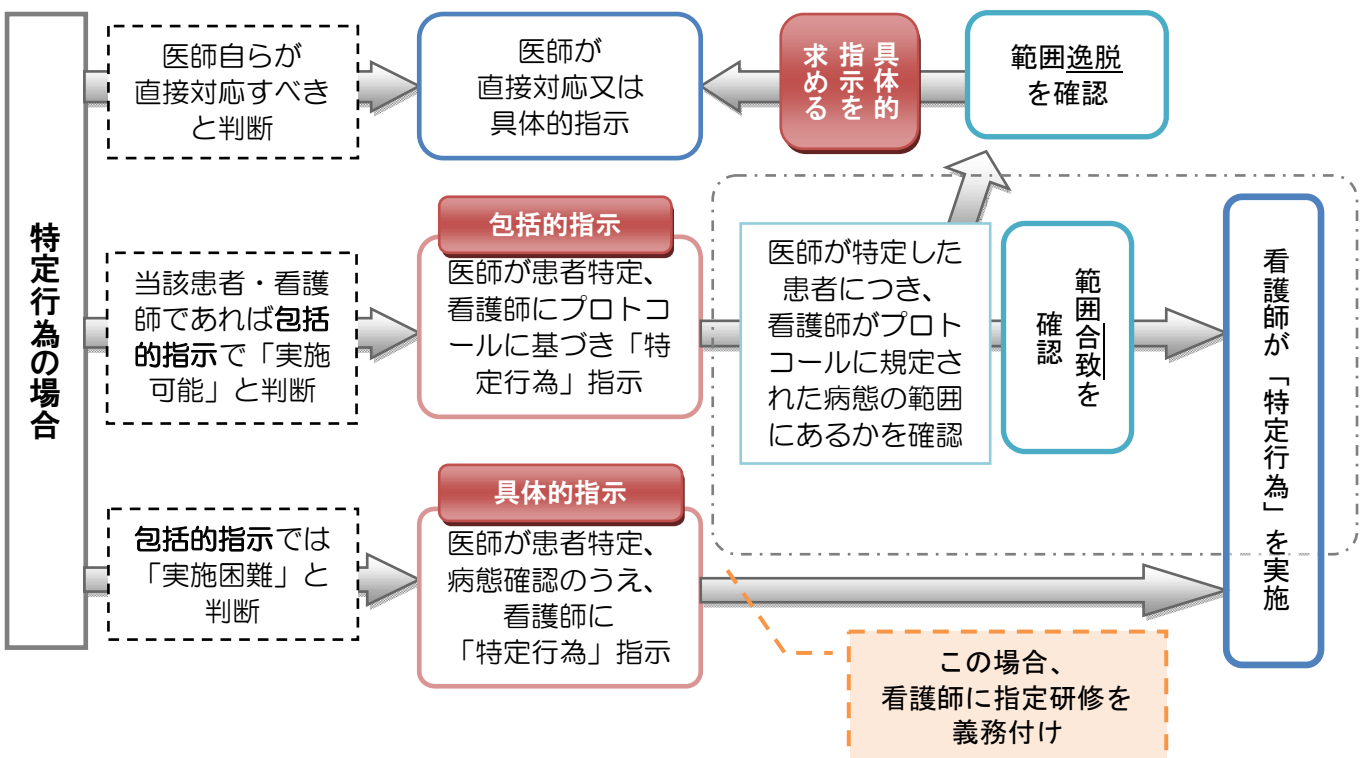 特定行為の場合
医師自らが
直接対応すべき
と判断
医師が
直接対応又は
具体的指示
具体的
指示を
求める
範囲逸脱
を確認
当該患者・看護
師であれば包括
的指示で「実施
可能」と判断
包括的指示
医師が患者特定、
看護師にプロトコ
ールに基づき「特
定行為」指示
医師が特定した
患者につき、
看護師がプロト
コールに規定さ
れた病態の範囲
にあるかを確認
範囲合致を
確認
看護師が「特定行為」を実施
包括的指示では
「実施困難」と
判断
具体的指示
医師が患者特定、
病態確認のうえ、
看護師に
「特定行為」指示
この場合、
看護師に指定研修を
義務付け